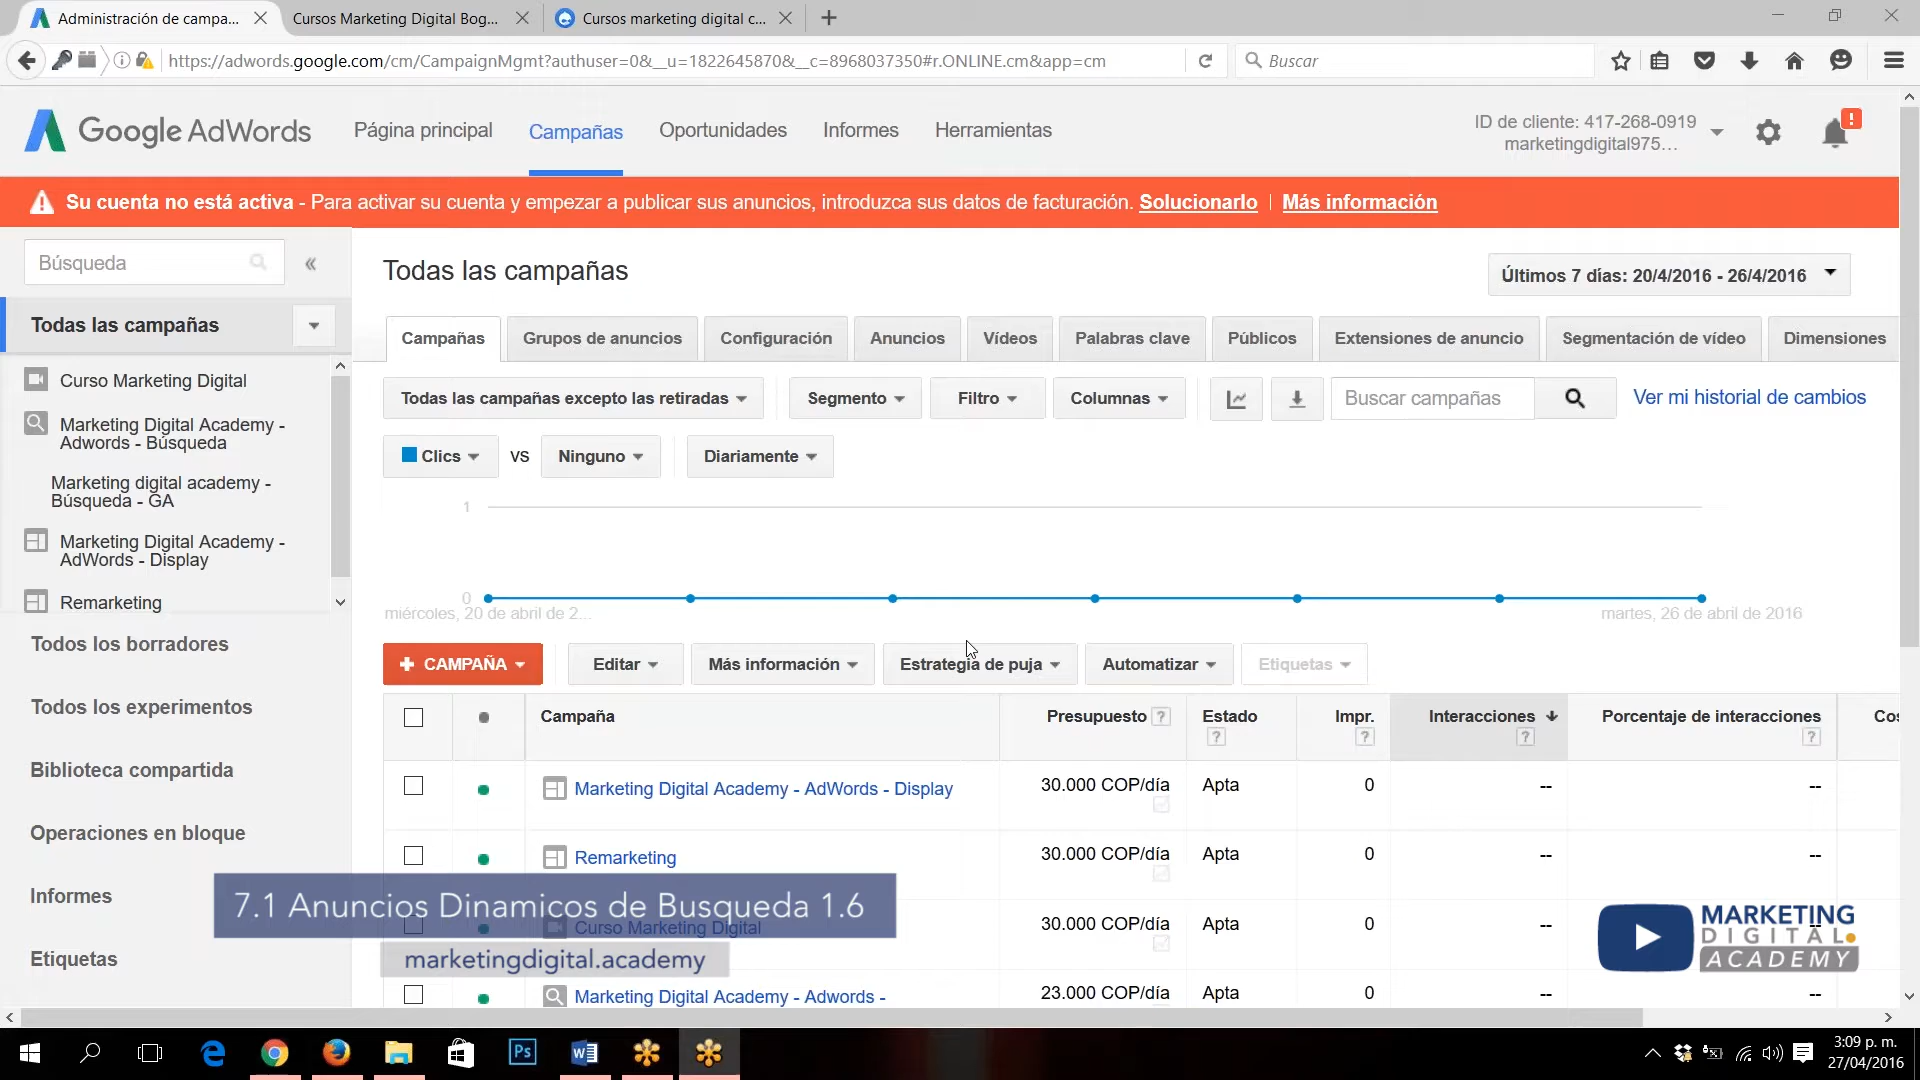 Administración de campa...
Cursos Marketing Digital Bog...
Cursos marketing digital c...
https://adwords.google.com/cm/CampaignMgmt?authuser=0&__u=1822645870&__c=8968037350#r.ONLINE.cm&app=cm
Buscar
Google AdWords
Página principal
Campañas
Oportunidades
Informes
Herramientas
ID de cliente: 417-268-0919
marketingdigital975...
!
Su cuenta no está activa - Para activar su cuenta y empezar a publicar sus anuncios, introduzca sus datos de facturación. Solucionarlo | Más información
Búsqueda
«
Todas las campañas
Curso Marketing Digital
Marketing Digital Academy -
Adwords - Búsqueda
Marketing digital academy -
Búsqueda - GA
Marketing Digital Academy -
AdWords - Display
Remarketing
Todos los borradores
Todos los experimentos
Biblioteca compartida
Operaciones en bloque
Informes
Etiquetas
Todas las campañas
Últimos 7 días: 20/4/2016 - 26/4/2016
Campañas
Grupos de anuncios
Configuración
Anuncios
Vídeos
Palabras clave
Públicos
Extensiones de anuncio
Segmentación de vídeo
Dimensiones
Todas las campañas excepto las retiradas
Segmento
Filtro
Columnas
Buscar campañas
Ver mi historial de cambios
Clics
VS
Ninguno
Diariamente
1
0
miércoles, 20 de abril de 2...
martes, 26 de abril de 2016
+ CAMPAÑA
Editar
Más información
Estrategia de puja
Automatizar
Etiquetas
Campaña
Presupuesto ?
Estado ?
Impr. ?
Interacciones ?
Porcentaje de interacciones ?
Cos
Marketing Digital Academy - AdWords - Display 30.000 COP/día Apta 0 -- --
Remarketing 30.000 COP/día Apta 0 -- --
Curso Marketing Digital 30.000 COP/día Apta 0 -- --
Marketing Digital Academy - Adwords - 23.000 COP/día Apta 0 -- --
7.1 Anuncios Dinamicos de Busqueda 1.6
marketingdigital.academy
MARKETING
DIGITAL
ACADEMY
Ps
3:09 p. m.
27/04/2016